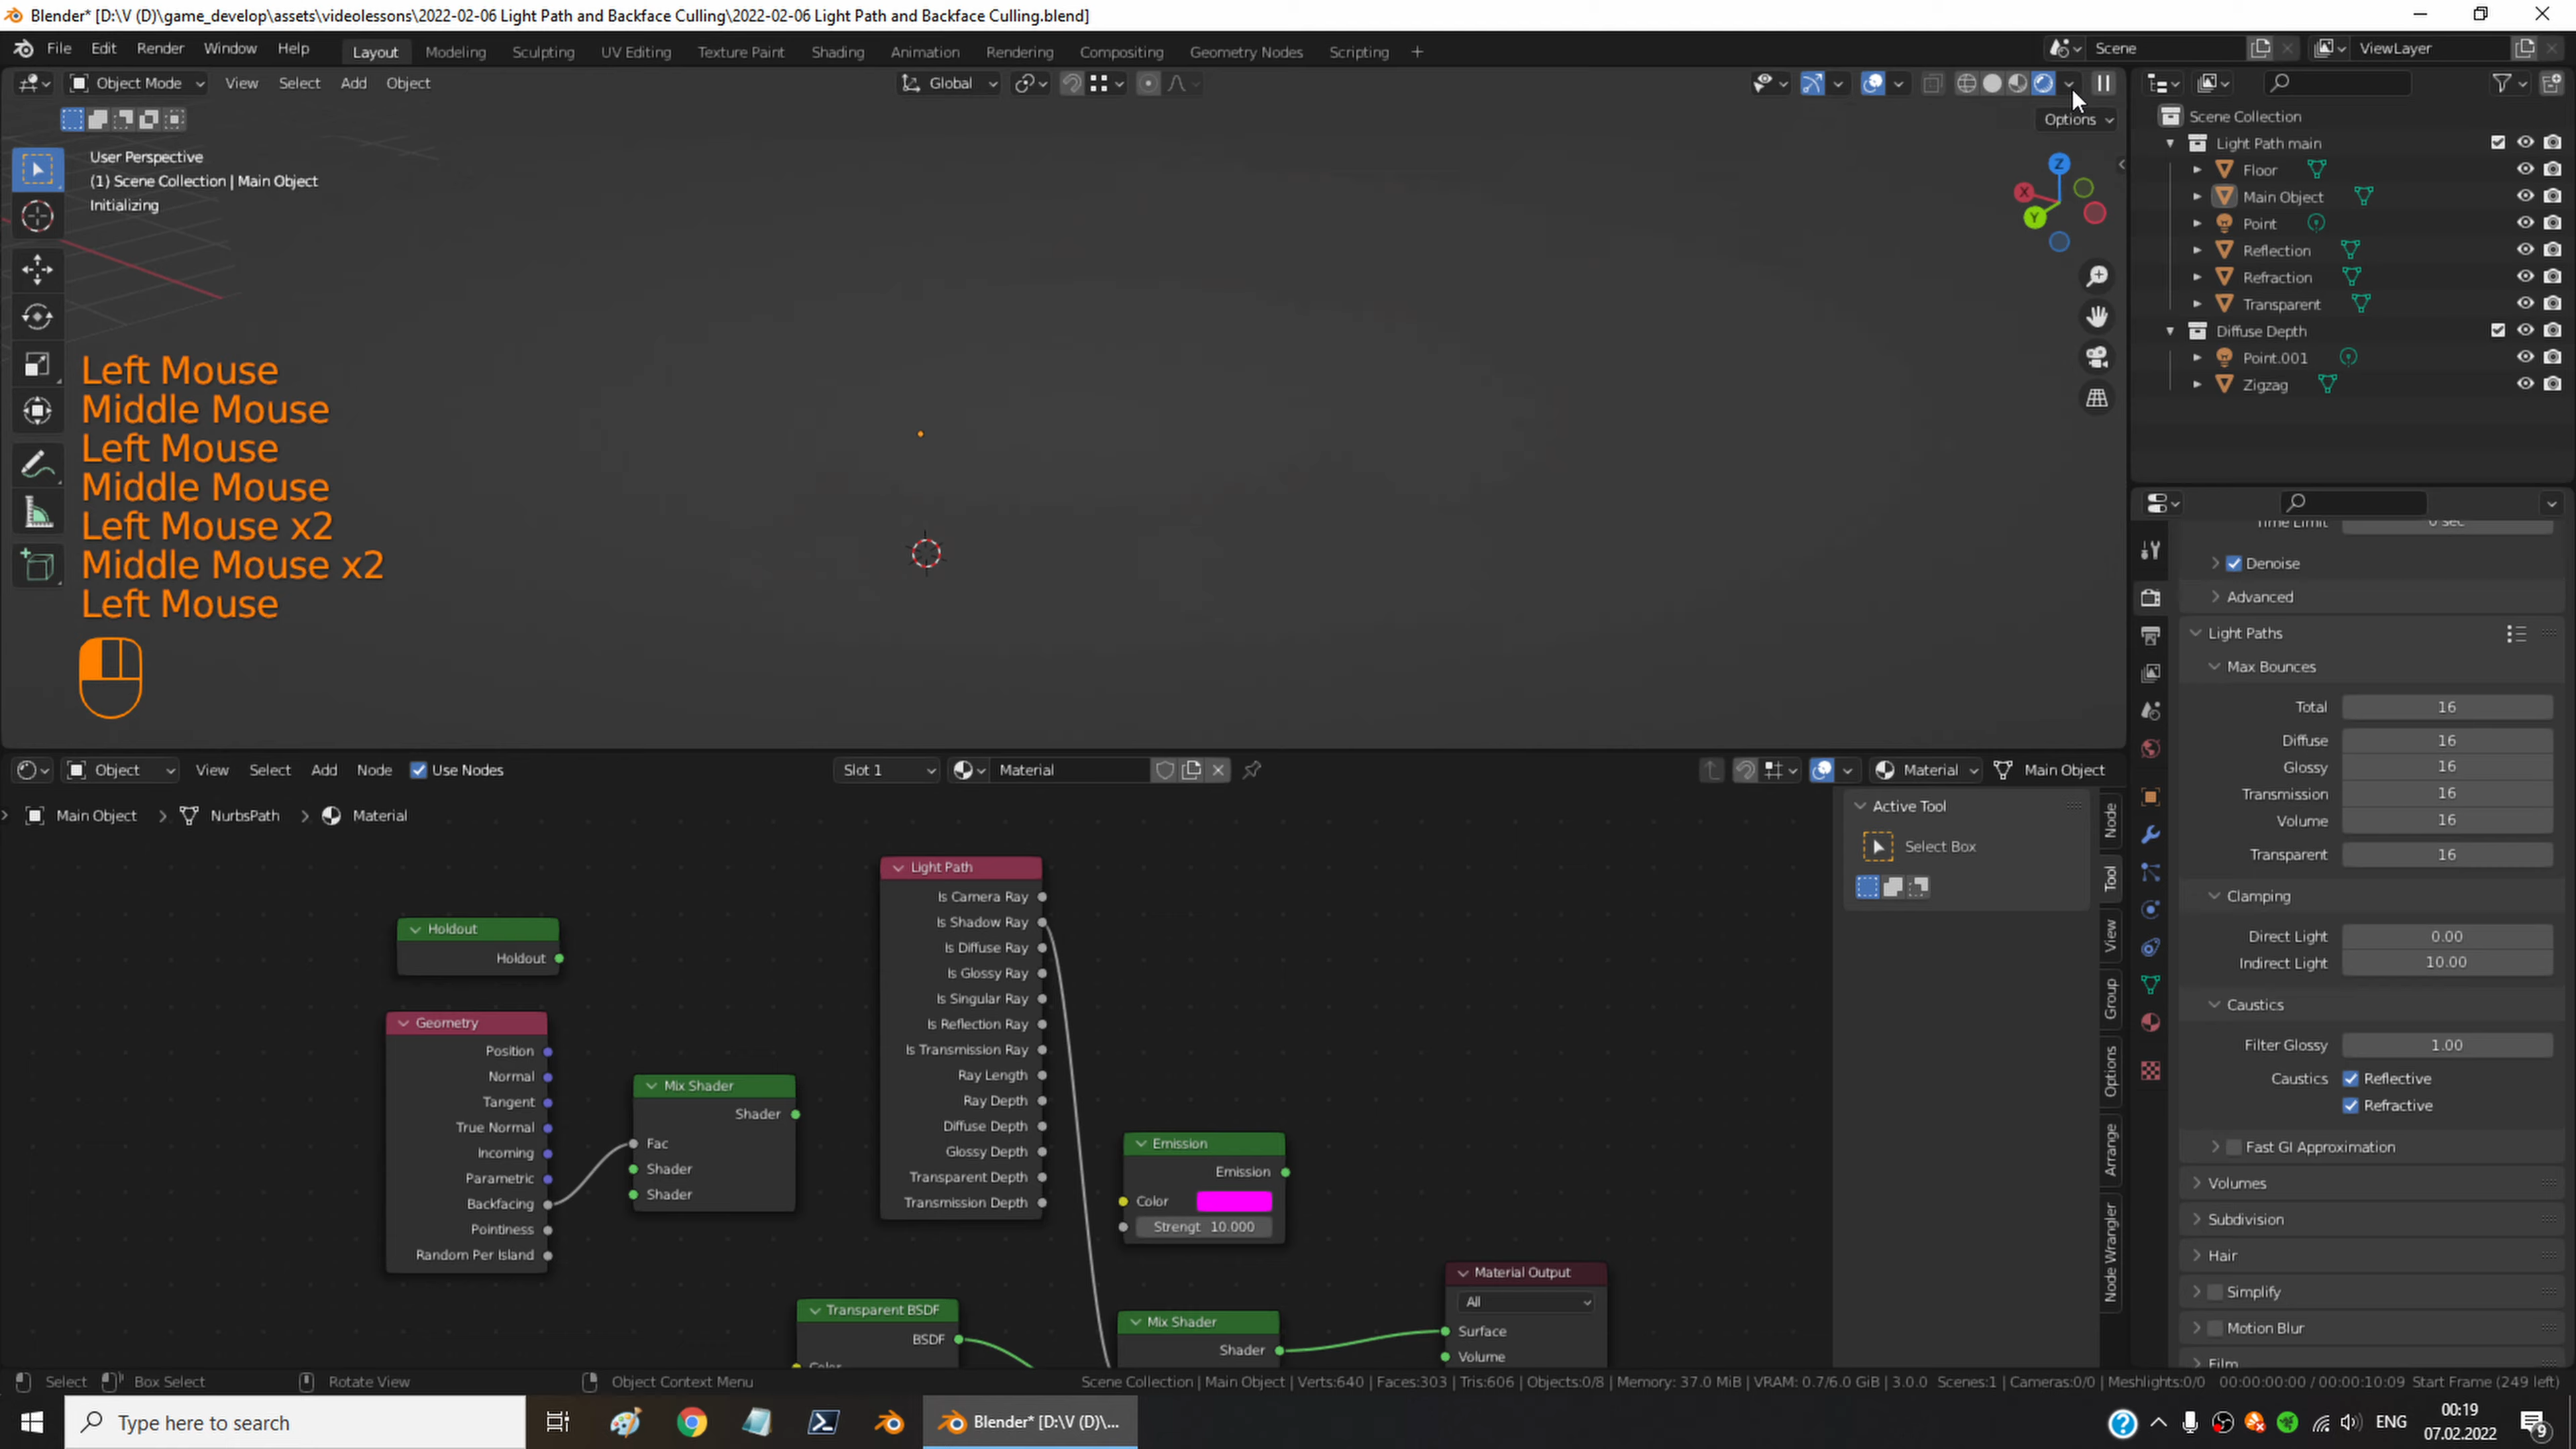 Blender* [D:\V (D)\game_develop\assets\videolessons\2022-02-06 Light Path and Backface Culling\2022-02-06 Light Path and Backface Culling.blend]
File Edit Render Window Help Layout Modeling Sculpting UV Editing Texture Paint Shading Animation Rendering Compositing Geometry Nodes Scripting + Scene ViewLayer
Object Mode View Select Add Object Global
Options
User Perspective
(1) Scene Collection | Main Object
Initializing
Z
X
Y
Left Mouse
Middle Mouse
Left Mouse
Middle Mouse
Left Mouse x2
Middle Mouse x2
Left Mouse
Scene Collection
Light Path main
Floor
Main Object
Point
Reflection
Refraction
Transparent
Diffuse Depth
Point.001
Zigzag
Time Limit 0 sec
Denoise
Advanced
Light Paths
Max Bounces
Total 16
Diffuse 16
Glossy 16
Transmission 16
Volume 16
Transparent 16
Clamping
Direct Light 0.00
Indirect Light 10.00
Caustics
Filter Glossy 1.00
Caustics Reflective
Refractive
Fast GI Approximation
Volumes
Subdivision
Hair
Simplify
Motion Blur
Film
Object View Select Add Node Use Nodes Slot 1 Material Material Main Object
Main Object NurbsPath Material
Active Tool
Select Box
Node
Tool
View
Group
Options
Arrange
Node Wrangler
Holdout
Holdout
Geometry
Position
Normal
Tangent
True Normal
Incoming
Parametric
Backfacing
Pointiness
Random Per Island
Mix Shader
Shader
Fac
Shader
Shader
Light Path
Is Camera Ray
Is Shadow Ray
Is Diffuse Ray
Is Glossy Ray
Is Singular Ray
Is Reflection Ray
Is Transmission Ray
Ray Length
Ray Depth
Diffuse Depth
Glossy Depth
Transparent Depth
Transmission Depth
Emission
Emission
Color
Strengt 10.000
Transparent BSDF
BSDF
Color
Mix Shader
Shader
Material Output
All
Surface
Volume
Select Box Select Rotate View Object Context Menu Scene Collection | Main Object | Verts:640 | Faces:303 | Tris:606 | Objects:0/8 | Memory: 37.0 MiB | VRAM: 0.7/6.0 GiB | 3.0.0 Scenes:1 | Cameras:0/0 | Meshlights:0/0 00:00:00:00 / 00:00:10:09 Start Frame (249 left)
Type here to search Blender* [D:\V (D)\... ENG 00:19
07.02.2022 9